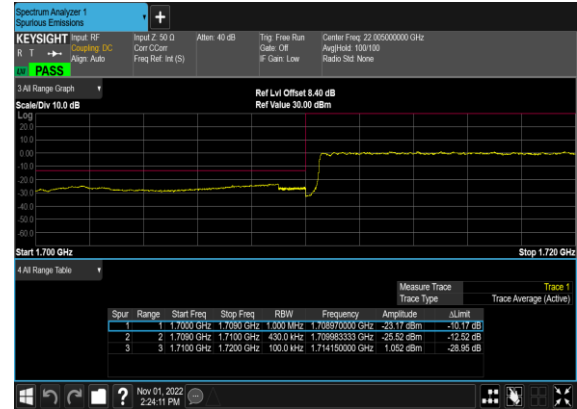 Spectrum Analyzer 1
Spurious Emissions
+
KEYSIGHT Input: RF Input Z: 50 Ω Atten: 40 dB Trig: Free Run Center Freq: 22.005000000 GHz
R T Coupling: DC Corr CCorr Gate: Off Avg|Hold: 100/100
Align: Auto Freq Ref: Int (S) IF Gain: Low Radio Std: None
LM PASS
3 All Range Graph Ref Lvl Offset 8.40 dB
Scale/Div 10.0 dB Ref Value 30.00 dBm
Log
20.0
10.0
0.00
-10.0
-20.0
-30.0
-40.0
-50.0
-60.0
Start 1.700 GHz Stop 1.720 GHz
4 All Range Table
Measure Trace Trace 1
Trace Type Trace Average (Active)
Spur Range Start Freq Stop Freq RBW Frequency Amplitude ΔLimit
1 1 1.7000 GHz 1.7090 GHz 1.000 MHz 1.708970000 GHz -23.17 dBm -10.17 dB
2 2 1.7090 GHz 1.7100 GHz 430.0 kHz 1.709983333 GHz -25.52 dBm -12.52 dB
3 3 1.7100 GHz 1.7200 GHz 100.0 kHz 1.714150000 GHz 1.052 dBm -28.95 dB
? Nov 01, 2022
2:24:11 PM